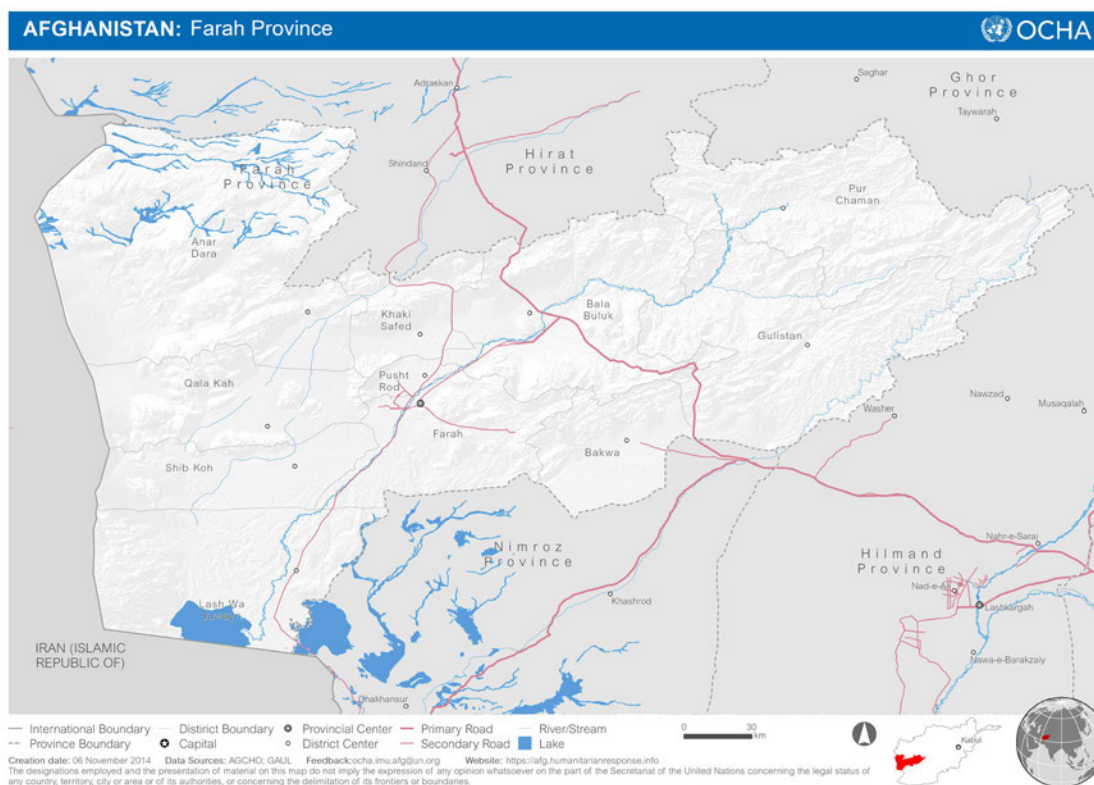 AFGHANISTAN: Farah Province
OCHA
Saghar
Ghor
Province
Taywarah
Adraskan
Hirat
Province
Shindand
Farah
Province
Pur
Chaman
Anar
Dara
Bala
Buluk
Khaki
Safed
Gulistan
Pusht
Rod
Qala Kah
Nawzad
Musaqalah
Washer
Farah
Bakwa
Shib Koh
Nimroz
Province
Nahr-e-Saraj
Hilmand
Province
Nad-e-Ali
Khashrod
Lashkargah
Lash Wa
Juwayn
IRAN (ISLAMIC
REPUBLIC OF)
Nawa-e-Barakzaiy
Chakhansur
International Boundary
Distirict Boundary
Provincial Center
Primary Road
River/Stream
0 30
km
Province Boundary
Capital
District Center
Secondary Road
Lake
Kabul
Creation date: 06 November 2014 Data Sources: AGCHO; GAUL Feedback:ocha.imu.afg@un.org Website: https://afg.humanitarianresponse.info
The designations employed and the presentation of material on this map do not imply the expression of any opinion whatsoever on the part of the Secretariat of the United Nations concerning the legal status of
any country, territory, city or area or of its authorities, or concerning the delimitation of its frontiers or boundaries.